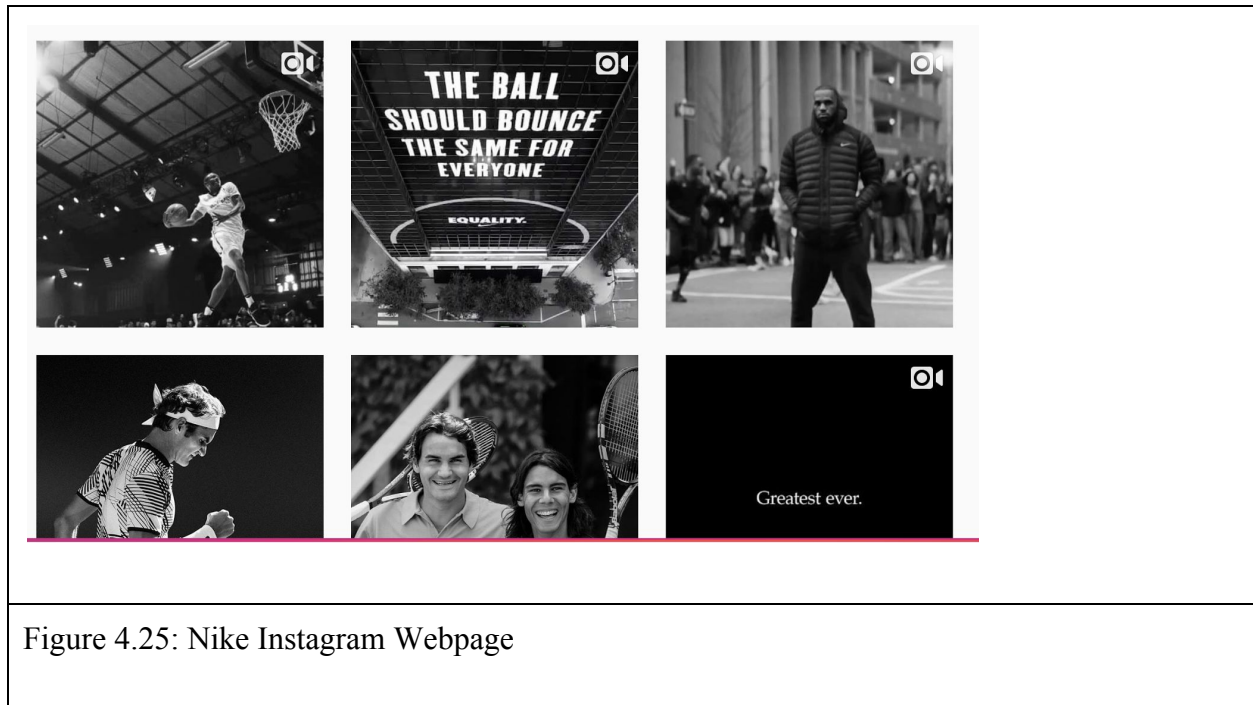 THE BALL
SHOULD BOUNCE
THE SAME FOR
EVERYONE
EQUALITY.
Greatest ever.
Figure 4.25: Nike Instagram Webpage